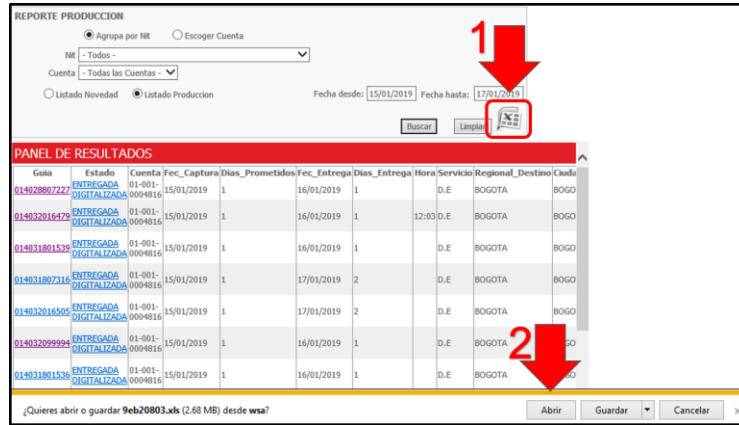 REPORTE PRODUCCION
Agrupa por Nit Escoger Cuenta
Nit - Todos -
Cuenta - Todas las Cuentas -
Listado Novedad Listado Produccion Fecha desde: 15/01/2019 Fecha hasta: 17/01/2019
1
Buscar Limpiar
PANEL DE RESULTADOS
Guia Estado Cuenta Fec_Captura Dias_Prometidos Fec_Entrega Dias_Entrega Hora Servicio Regional_Destino Ciuda
014028807227 ENTREGADA DIGITALIZADA 01-001-0004816 15/01/2019 1 16/01/2019 1 D.E BOGOTA BOGO
014032016479 ENTREGADA DIGITALIZADA 01-001-0004816 15/01/2019 1 16/01/2019 1 12:03 D.E BOGOTA BOGO
014031801539 ENTREGADA DIGITALIZADA 01-001-0004816 15/01/2019 1 16/01/2019 1 D.E BOGOTA BOGO
014031807316 ENTREGADA DIGITALIZADA 01-001-0004816 15/01/2019 1 17/01/2019 2 D.E BOGOTA BOGO
014032016505 ENTREGADA DIGITALIZADA 01-001-0004816 15/01/2019 1 17/01/2019 2 D.E BOGOTA BOGO
014032099994 ENTREGADA DIGITALIZADA 01-001-0004816 15/01/2019 1 16/01/2019 1 D.E BOGOTA GO
014031801536 ENTREGADA DIGITALIZADA 01-001-0004816 15/01/2019 1 16/01/2019 1 D.E BOGOTA BOGO
2
¿Quieres abrir o guardar 9eb20803.xls (2.68 MB) desde wsa? Abrir Guardar Cancelar x